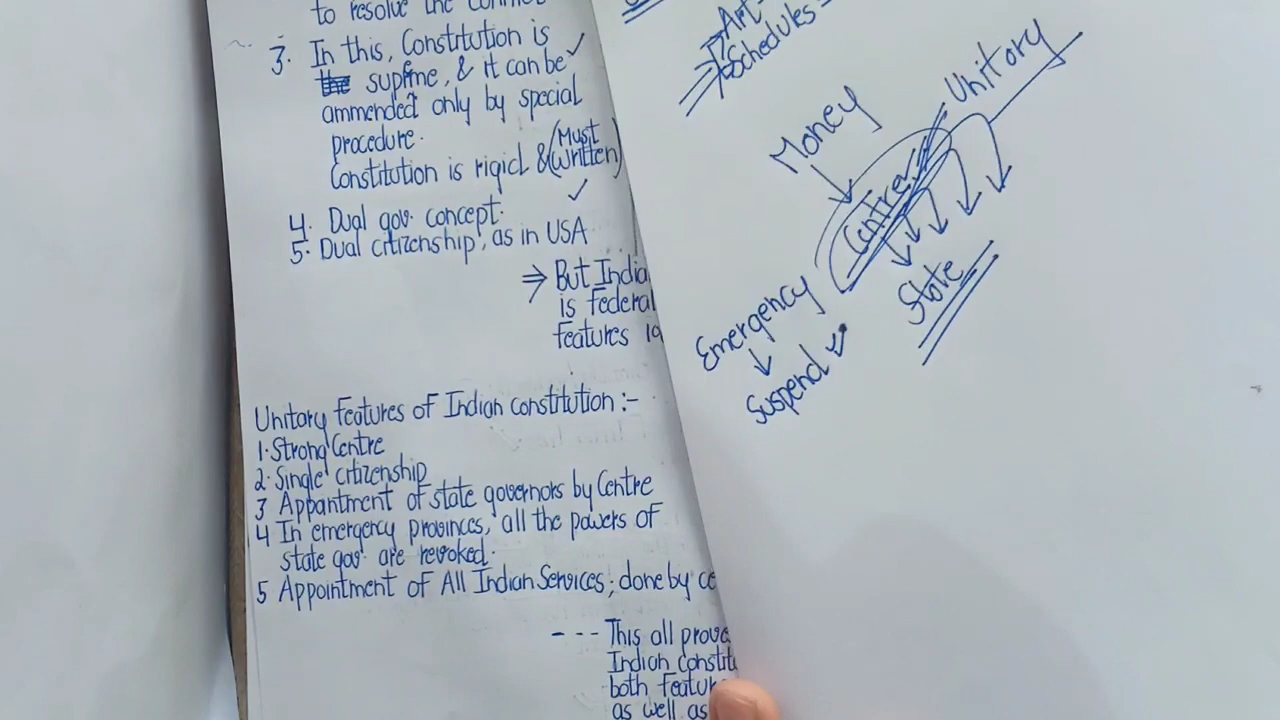 to resolve the
3. In this, Constitution is
supreme, & it can be
ammended only by special
procedure.
Constitution is rigid & (Must written)
4. Dual gov. concept.
5. Dual citizenship, as in USA
⇒ But India
is federal
features
Unitary Features of Indian constitution :-
1. Strong Centre
2. Single citizenship
3 Appantment of state governors by Centre
4 In emergency provinces, all the powers of
state gov. are revoked.
5 Appointment of All Indian Services; done by ce
--- This all prove
Indian constit
both featur
as well as
Art-
Schedules
Money
Unitory
Centre
State
Emergency
Suspend